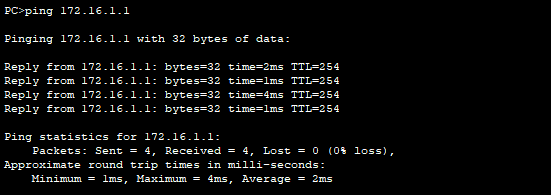 PC>ping 172.16.1.1
Pinging 172.16.1.1 with 32 bytes of data:
Reply from 172.16.1.1: bytes=32 time=2ms TTL=254
Reply from 172.16.1.1: bytes=32 time=1ms TTL=254
Reply from 172.16.1.1: bytes=32 time=4ms TTL=254
Reply from 172.16.1.1: bytes=32 time=1ms TTL=254
Ping statistics for 172.16.1.1:
    Packets: Sent = 4, Received = 4, Lost = 0 (0% loss),
Approximate round trip times in milli-seconds:
    Minimum = 1ms, Maximum = 4ms, Average = 2ms